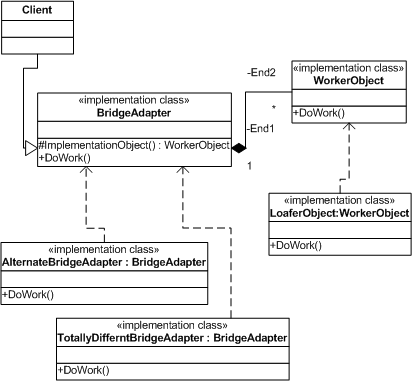 Client
«implementation class»
BridgeAdapter
#ImplementationObject() : WorkerObject
+DoWork()
-End2
*
-End1
1
«implementation class»
WorkerObject
+DoWork()
«implementation class»
LoaferObject:WorkerObject
+DoWork()
«implementation class»
AlternateBridgeAdapter : BridgeAdapter
+DoWork()
«implementation class»
TotallyDifferntBridgeAdapter : BridgeAdapter
+DoWork()